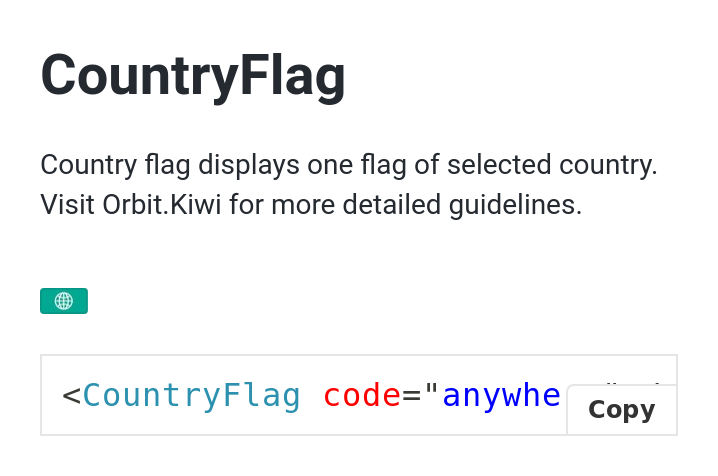 CountryFlag
Country flag displays one flag of selected country.
Visit Orbit.Kiwi for more detailed guidelines.
<CountryFlag code="anywhe
Copy